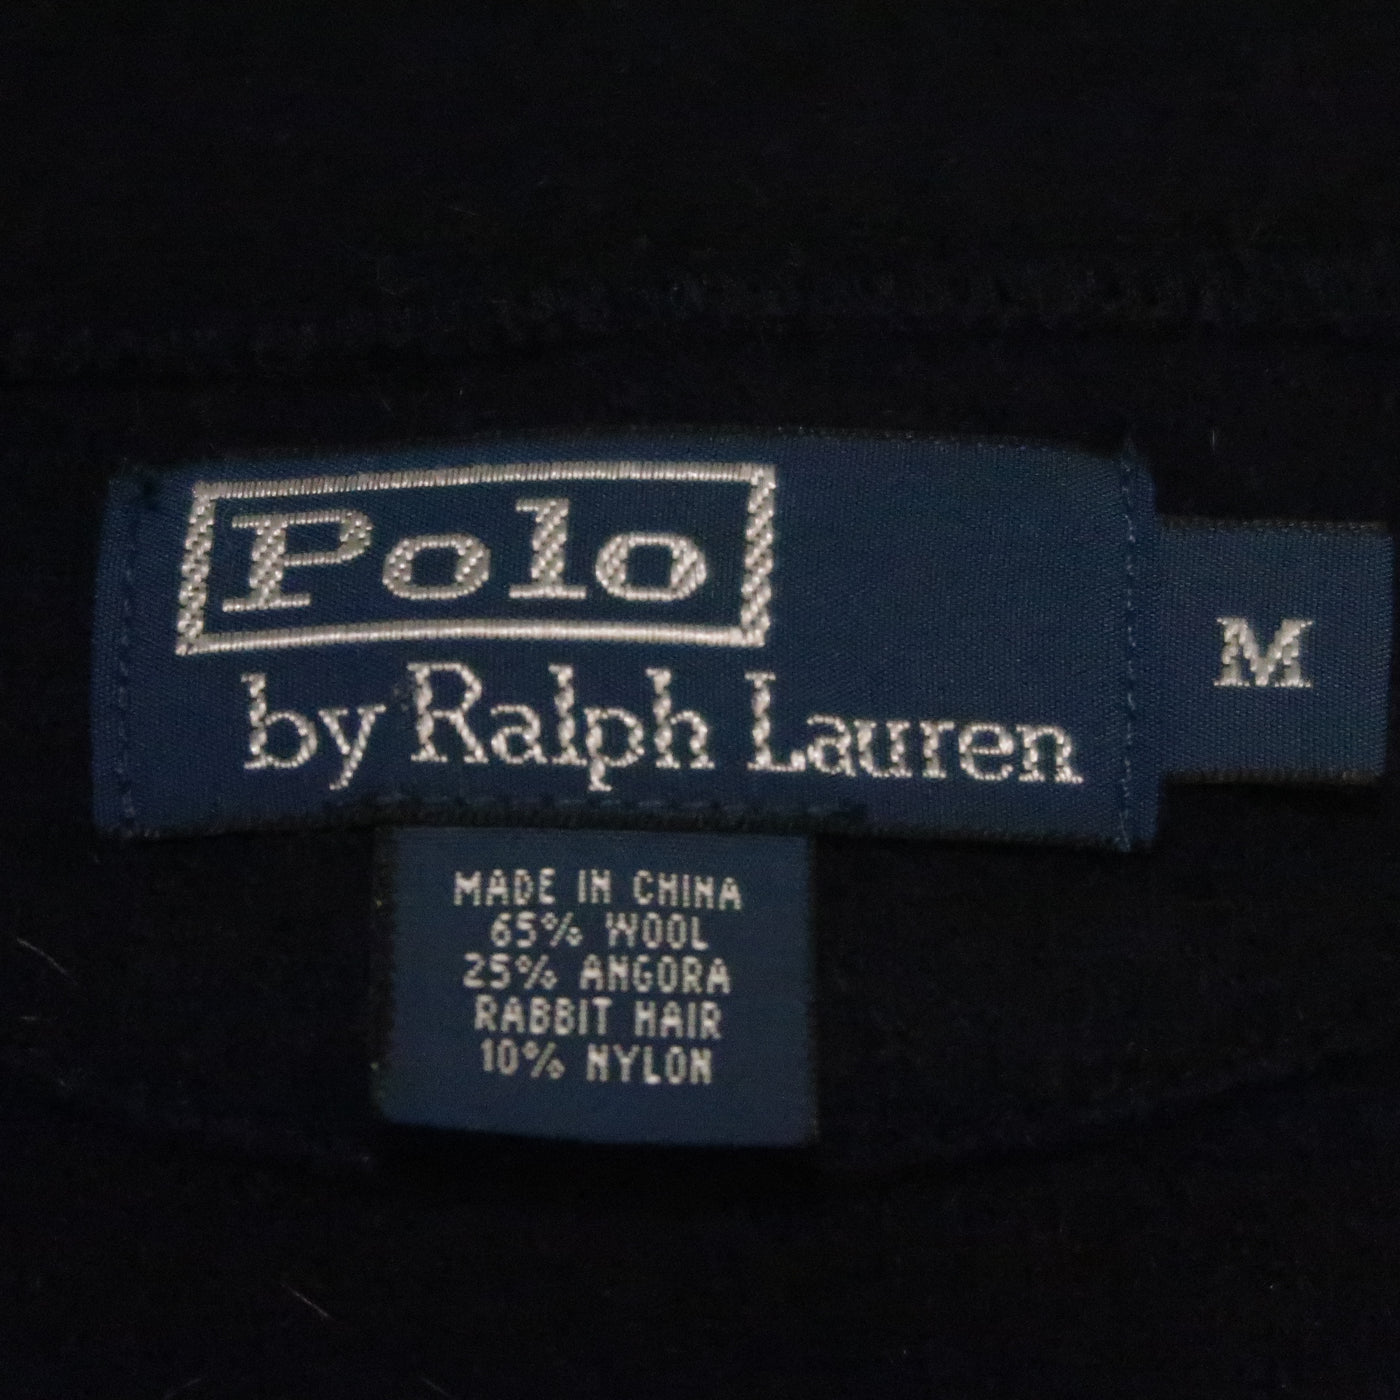 Polo
by Ralph Lauren
M
MADE IN CHINA
65% WOOL
25% ANGORA
RABBIT HAIR
10% NYLON